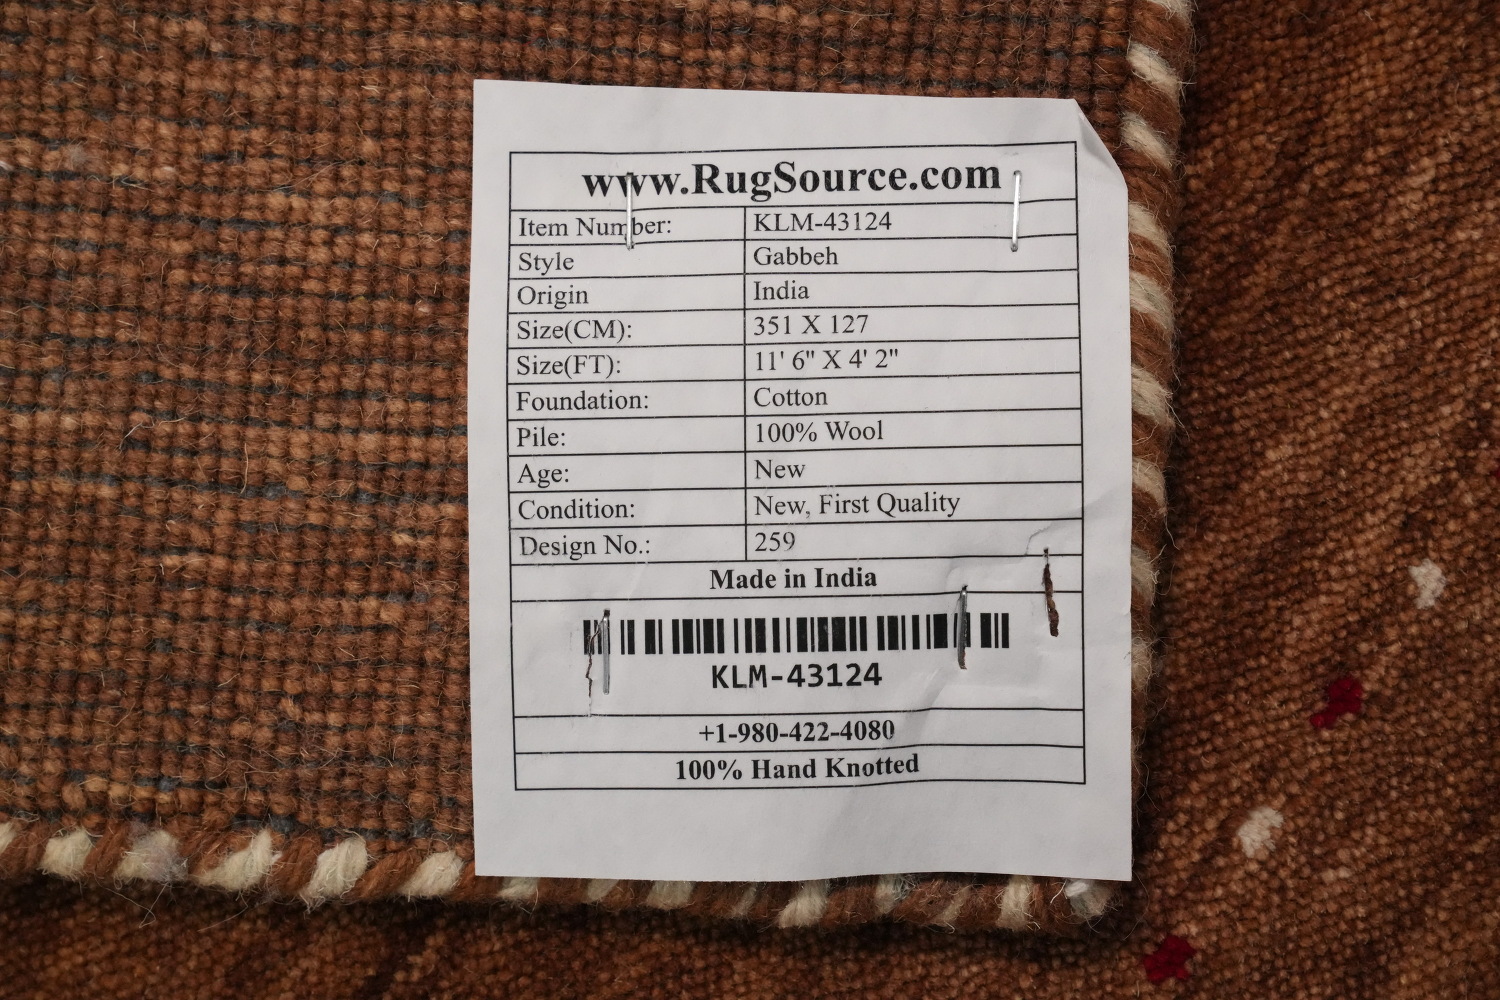 www.RugSource.com
Item Number: KLM-43124
Style Gabbeh
Origin India
Size(CM): 351 X 127
Size(FT): 11' 6" X 4' 2"
Foundation: Cotton
Pile: 100% Wool
Age: New
Condition: New, First Quality
Design No.: 259
Made in India
KLM-43124
+1-980-422-4080
100% Hand Knotted